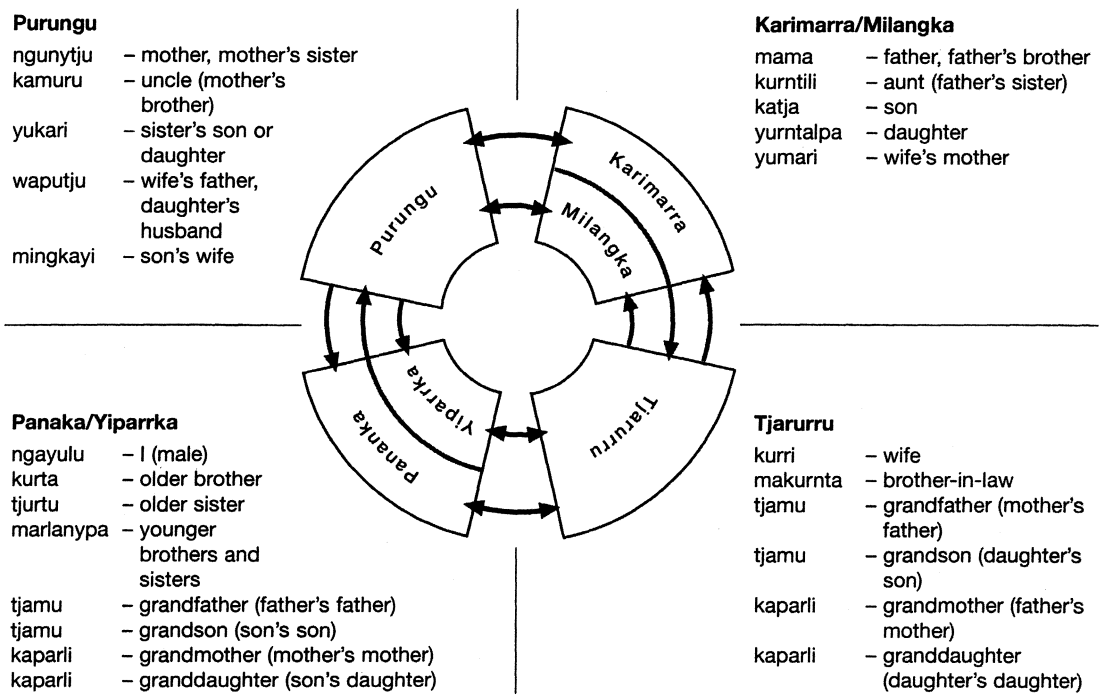 Purungu
ngunytju – mother, mother's sister
kamuru – uncle (mother's
brother)
yukari – sister's son or
daughter
waputju – wife's father,
daughter's
husband
mingkayi – son's wife
Karimarra/Milangka
mama – father, father's brother
kurntili – aunt (father's sister)
katja – son
yurntalpa – daughter
yumari – wife's mother
Purungu
Karimarra
Milangka
Yiparrka
Pananka
Tjarurru
Panaka/Yiparrka
ngayulu – I (male)
kurta – older brother
tjurtu – older sister
marlanypa – younger
brothers and
sisters
tjamu – grandfather (father's father)
tjamu – grandson (son's son)
kaparli – grandmother (mother's mother)
kaparli – granddaughter (son's daughter)
Tjarurru
kurri – wife
makurnta – brother-in-law
tjamu – grandfather (mother's
father)
tjamu – grandson (daughter's
son)
kaparli – grandmother (father's
mother)
kaparli – granddaughter
(daughter's daughter)